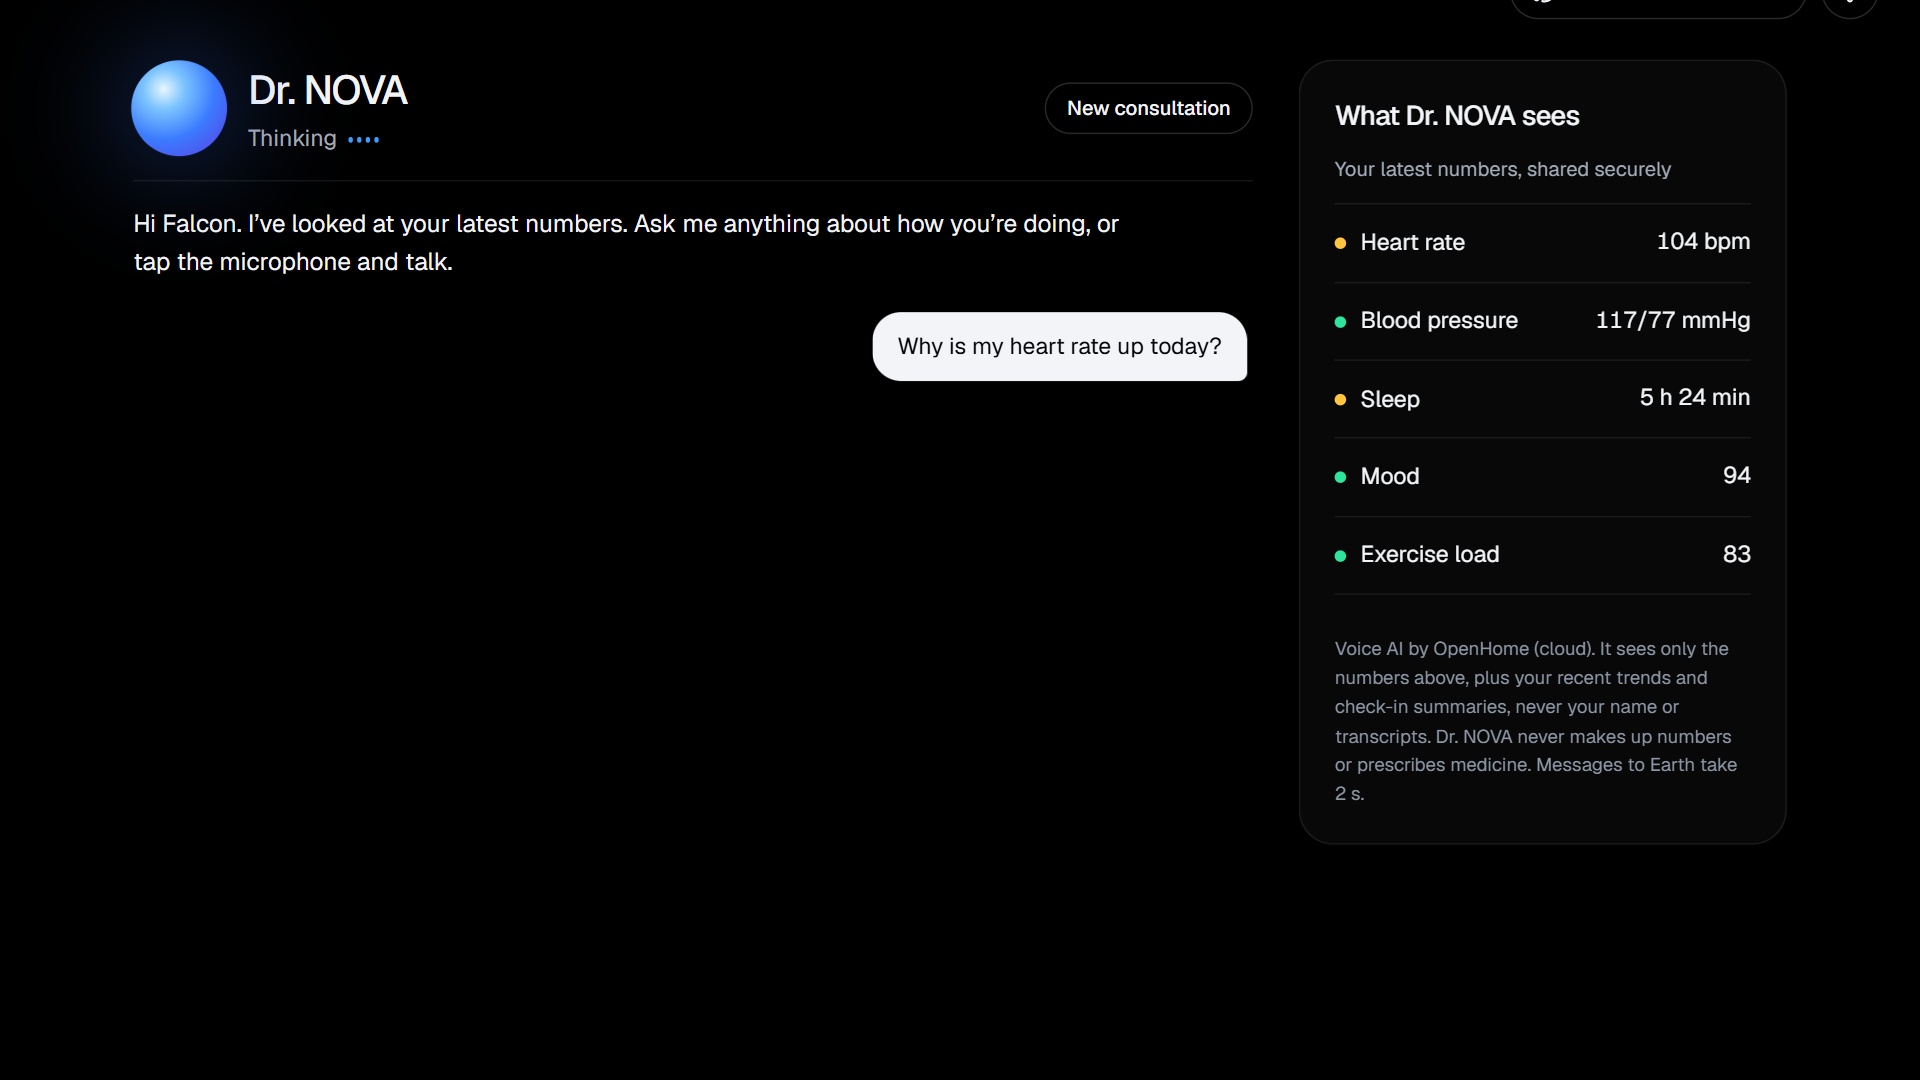 Dr. NOVA
Thinking
New consultation
Hi Falcon. I’ve looked at your latest numbers. Ask me anything about how you’re doing, or
tap the microphone and talk.
Why is my heart rate up today?
What Dr. NOVA sees
Your latest numbers, shared securely
Heart rate 104 bpm
Blood pressure 117/77 mmHg
Sleep 5 h 24 min
Mood 94
Exercise load 83
Voice AI by OpenHome (cloud). It sees only the
numbers above, plus your recent trends and
check-in summaries, never your name or
transcripts. Dr. NOVA never makes up numbers
or prescribes medicine. Messages to Earth take
2 s.